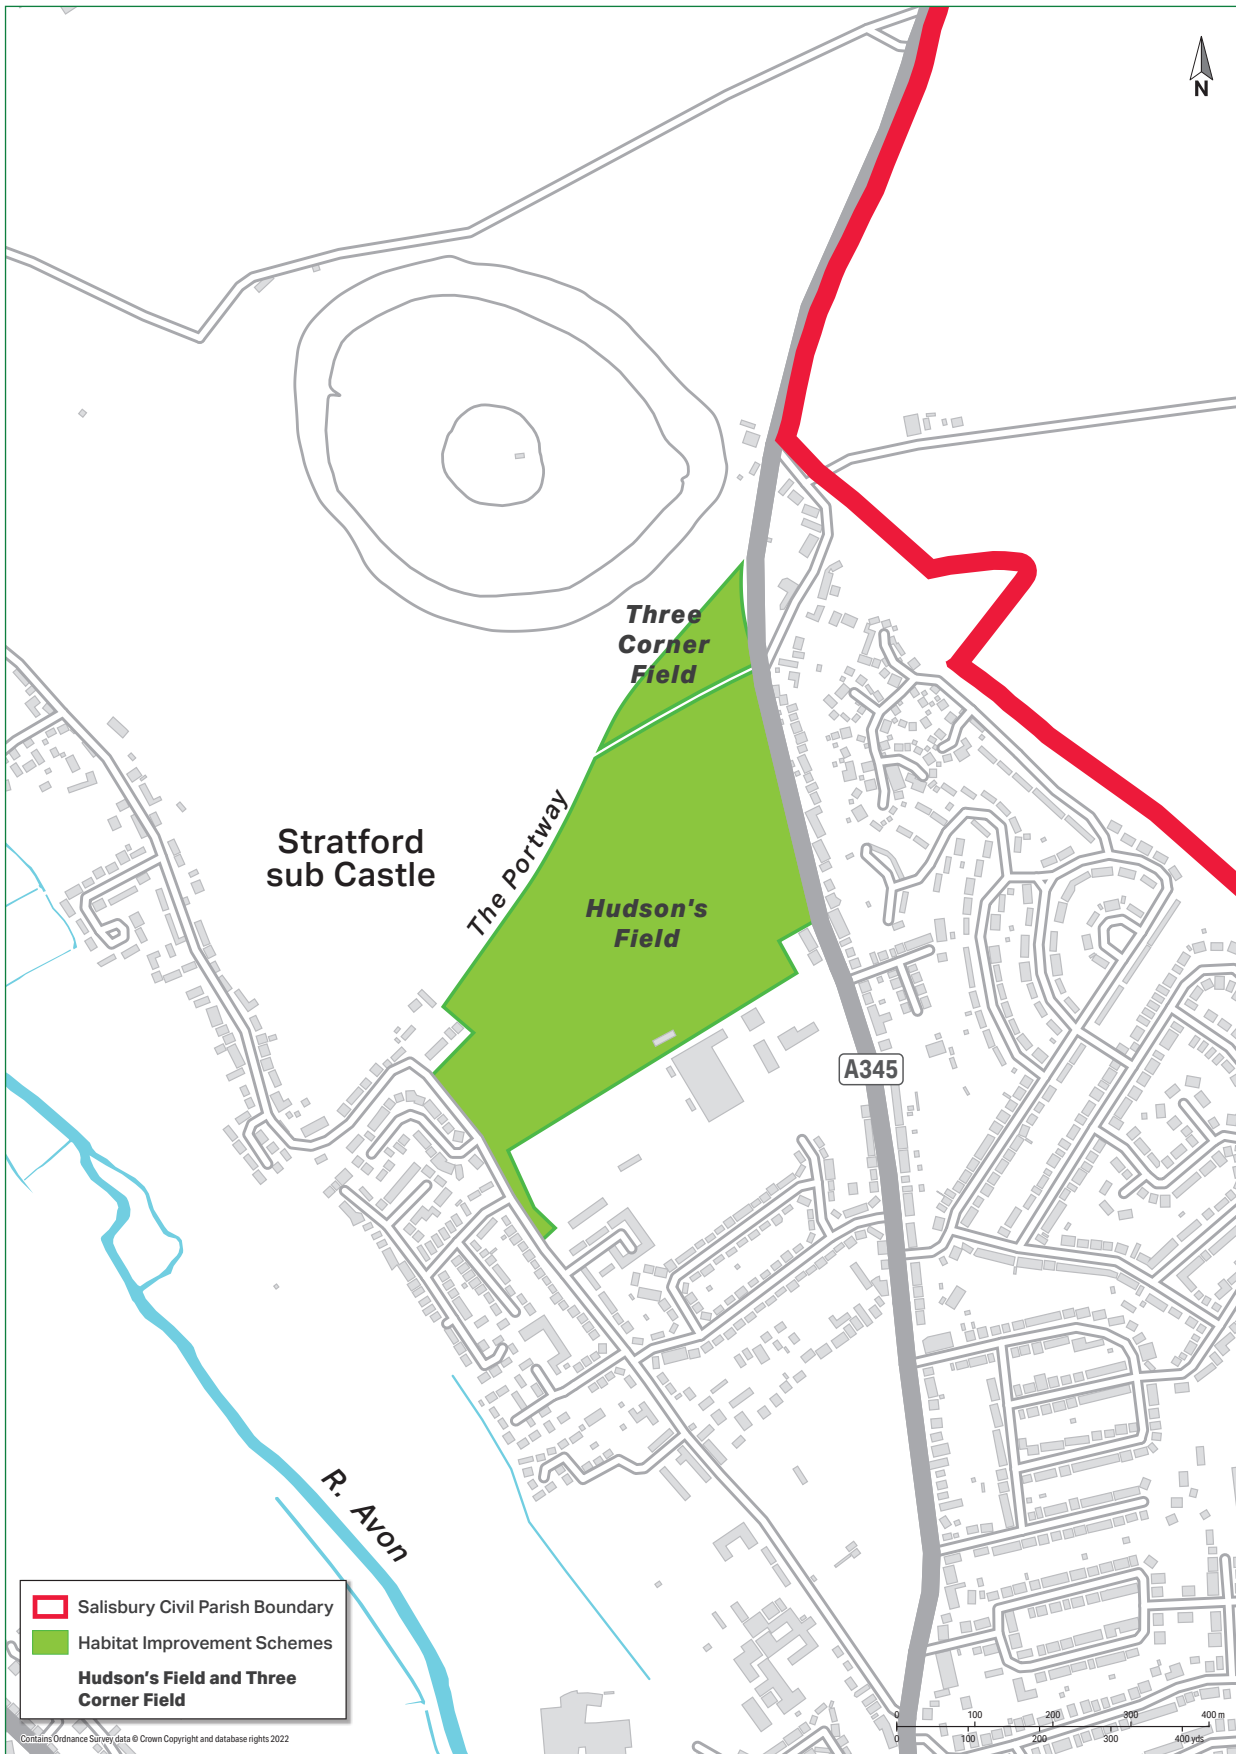 N
Three
Corner
Field
The Portway
Stratford
sub Castle
Hudson's
Field
A345
R. Avon
Salisbury Civil Parish Boundary
Habitat Improvement Schemes
Hudson's Field and Three
Corner Field
0 100 200 300 400 m
0 100 200 300 400 yds
Contains Ordnance Survey data © Crown Copyright and database rights 2022